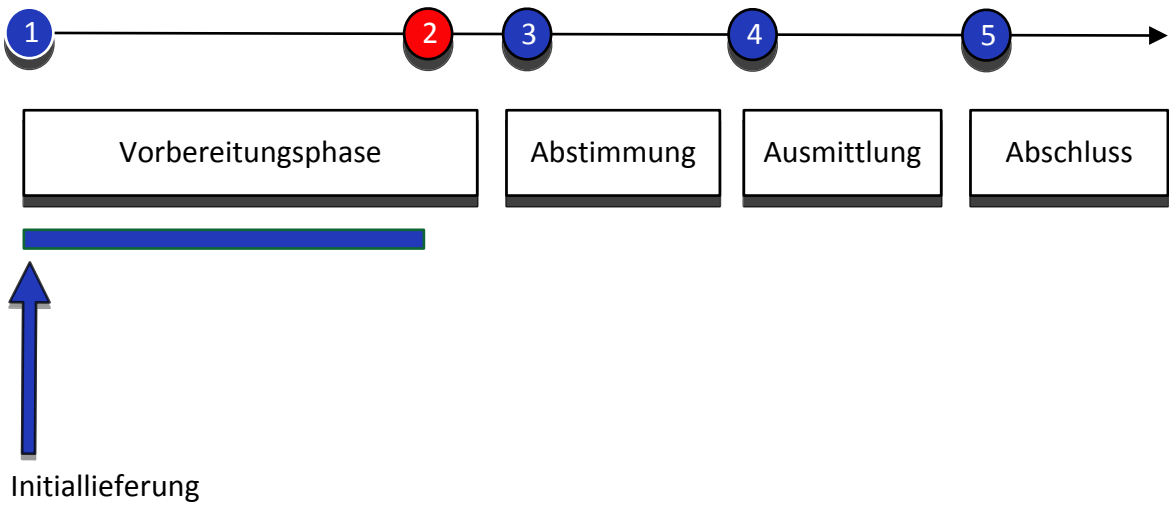 1 2 3 4 5
Vorbereitungsphase Abstimmung Ausmittlung Abschluss
Initiallieferung